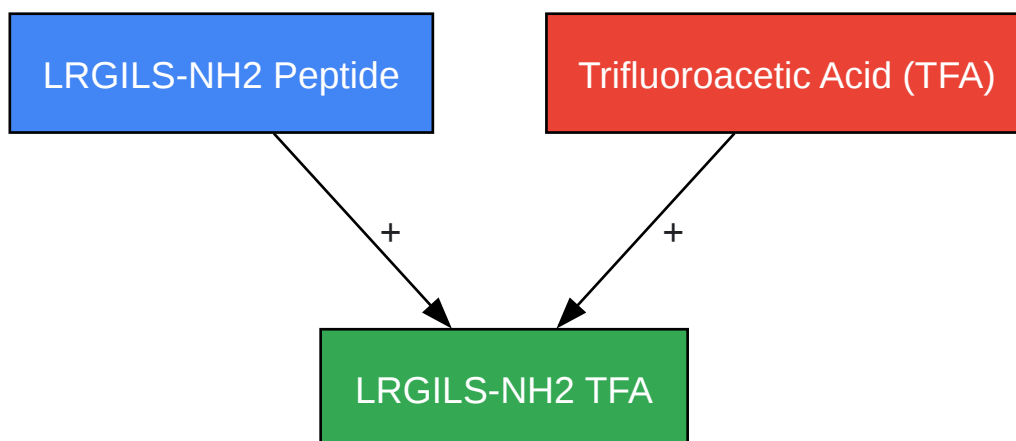 LRGILS-NH2 Peptide
Trifluoroacetic Acid (TFA)
+
+
LRGILS-NH2 TFA